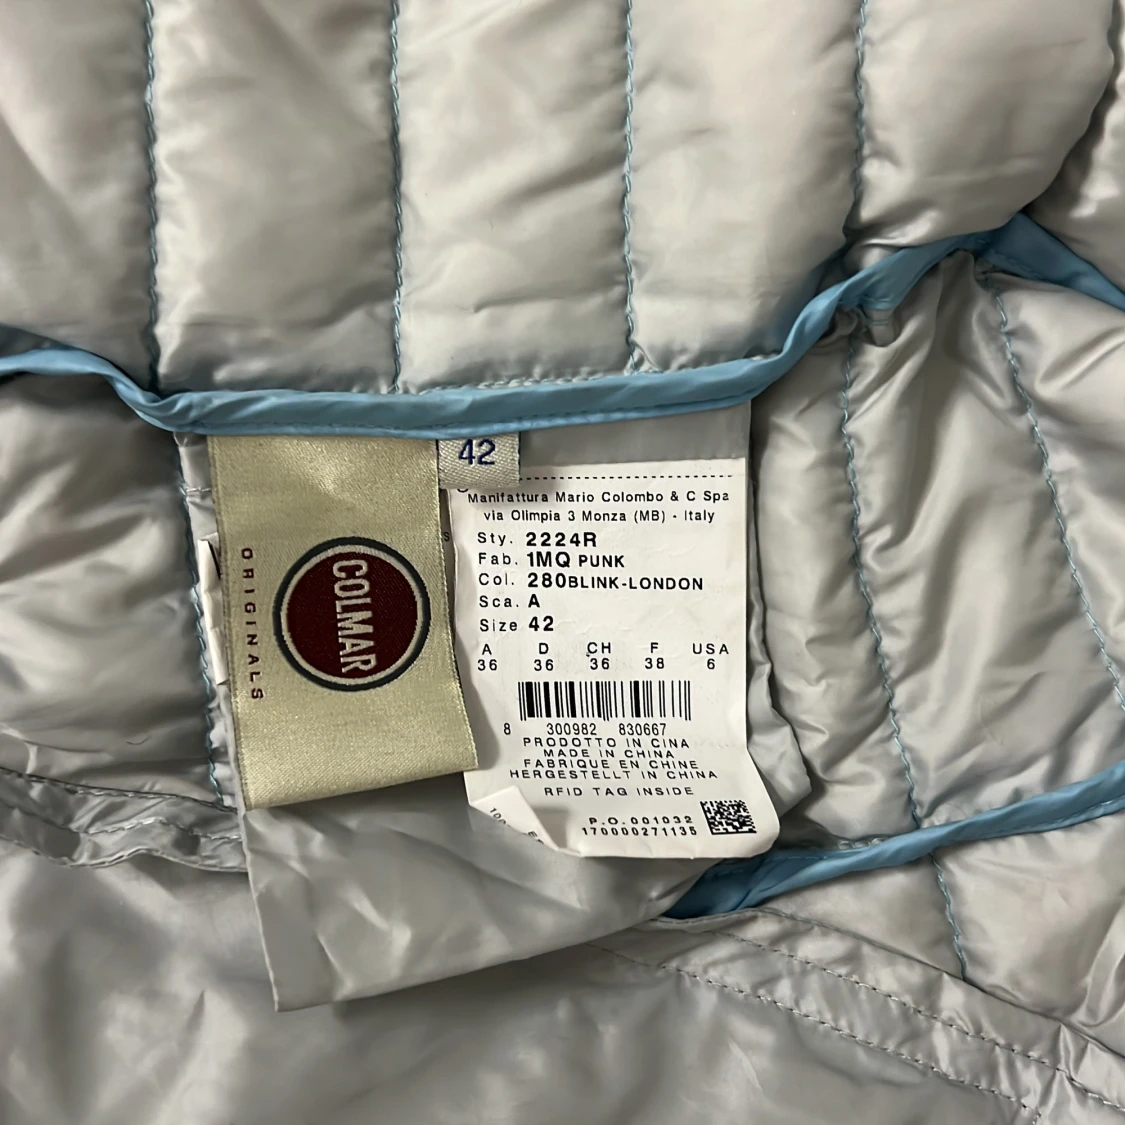 42
ORIGINALS
COLMAR
Manifattura Mario Colombo & C Spa
via Olimpia 3 Monza (MB) - Italy
Sty. 2224R
Fab. 1MQ PUNK
Col. 280BLINK-LONDON
Sca. A
Size 42
A D CH F USA
36 36 36 38 6
8 300982 830667
PRODOTTO IN CINA
MADE IN CHINA
FABRIQUE EN CHINE
HERGESTELLT IN CHINA
RFID TAG INSIDE
P.O. 001032
170000271135